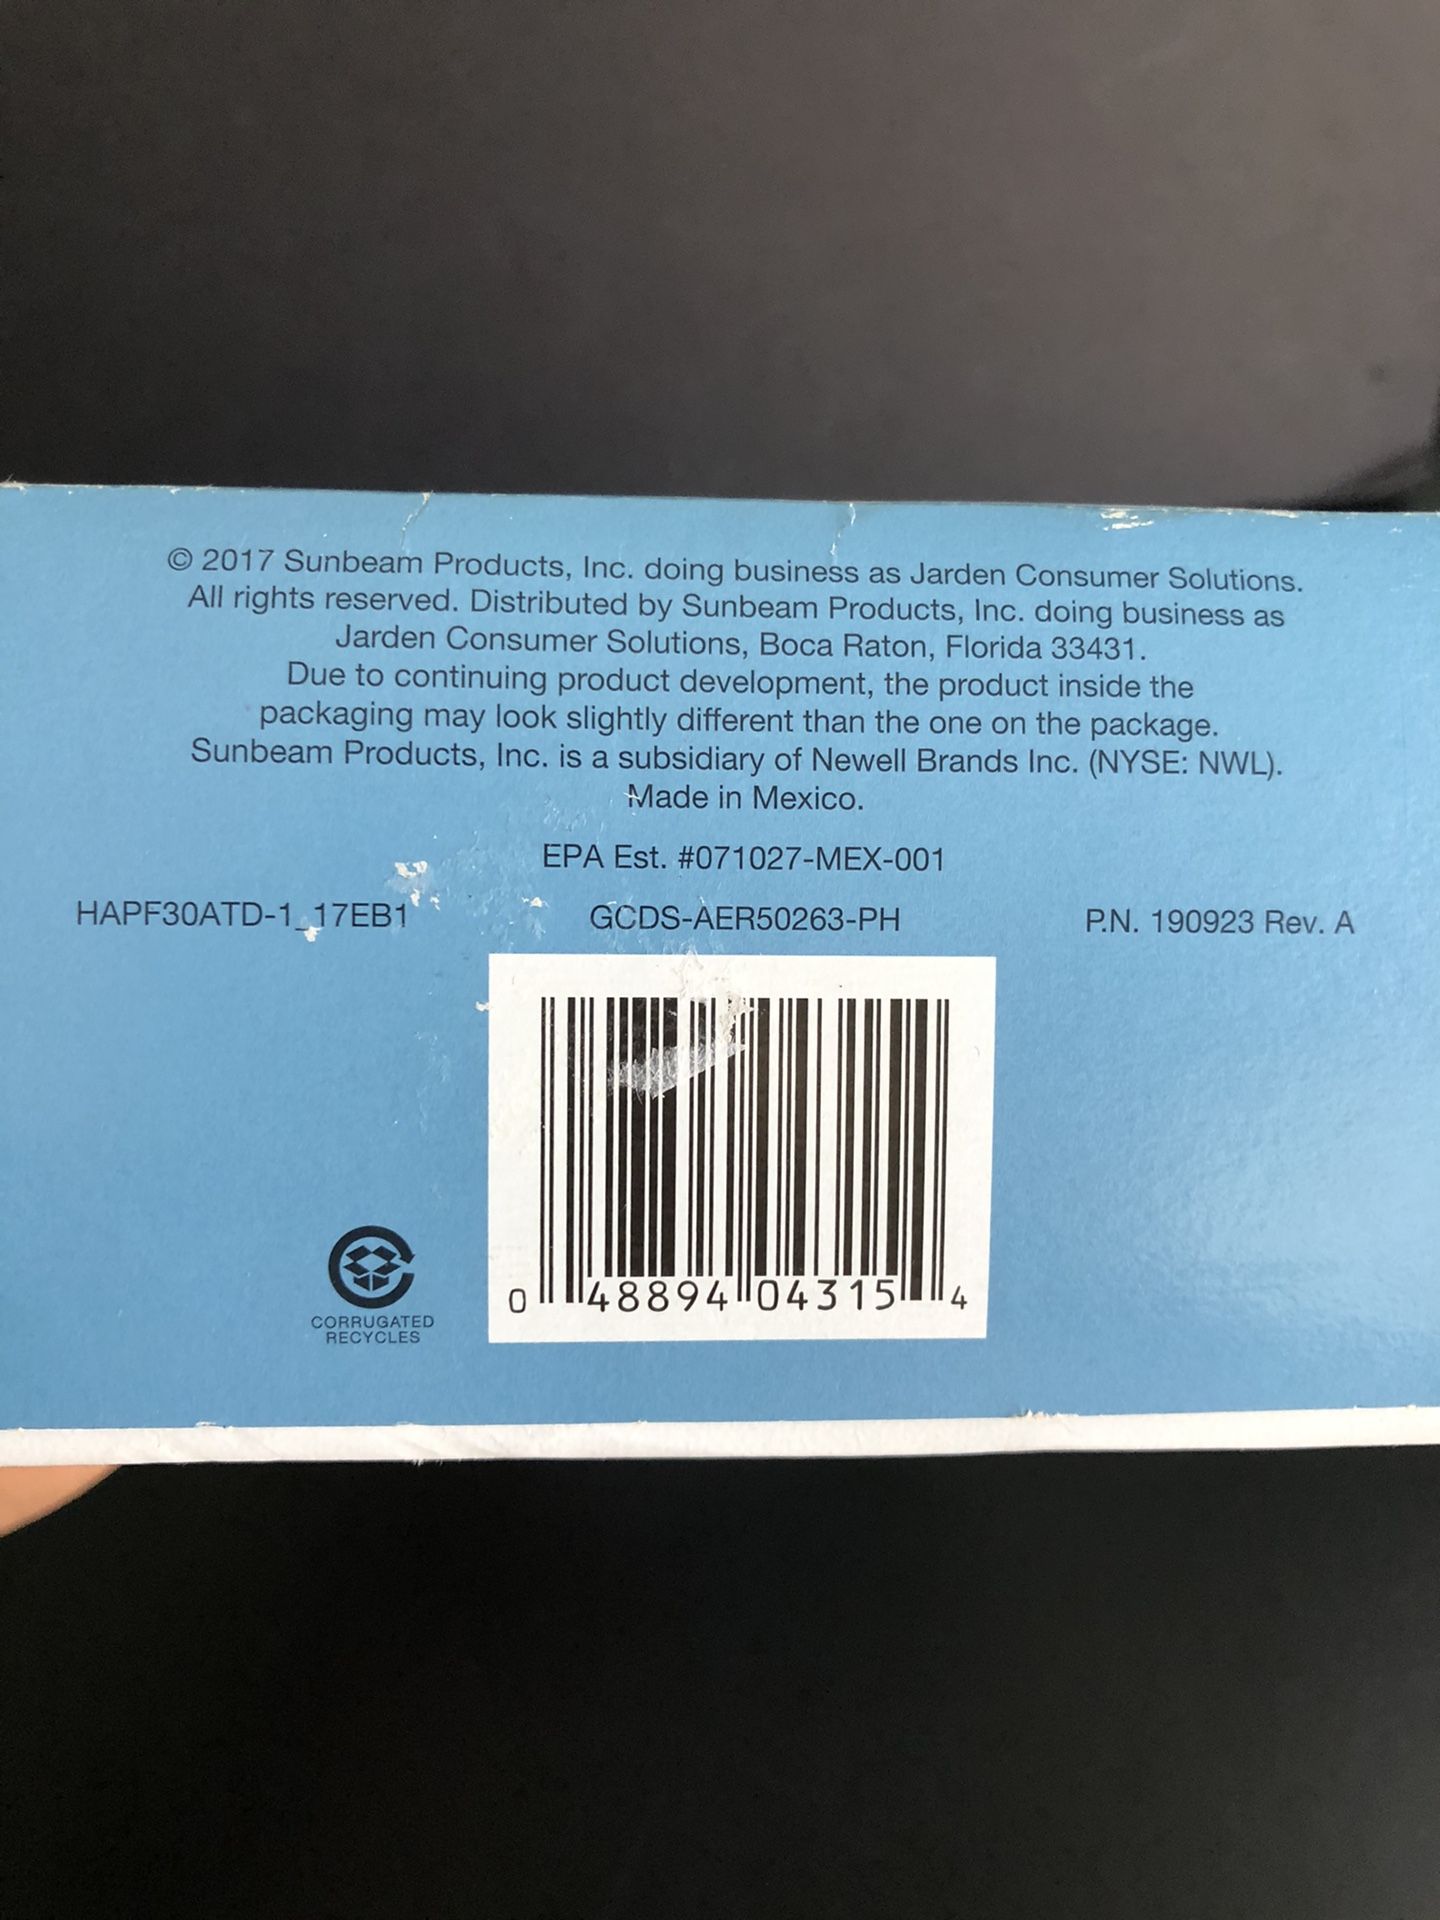 © 2017 Sunbeam Products, Inc. doing business as Jarden Consumer Solutions.
All rights reserved. Distributed by Sunbeam Products, Inc. doing business as
Jarden Consumer Solutions, Boca Raton, Florida 33431.
Due to continuing product development, the product inside the
packaging may look slightly different than the one on the package.
Sunbeam Products, Inc. is a subsidiary of Newell Brands Inc. (NYSE: NWL).
Made in Mexico.
EPA Est. #071027-MEX-001
HAPF30ATD-1_17EB1 GCDS-AER50263-PH P.N. 190923 Rev. A
0 48894 04315 4
CORRUGATED
RECYCLES